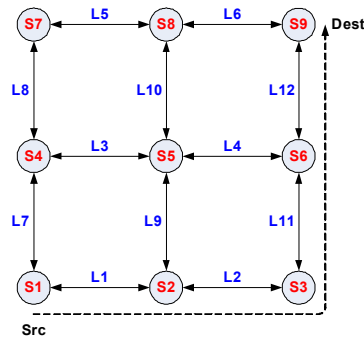 L5 L6
S7 S8 S9 Dest
L8 L10 L12
L3 L4
S4 S5 S6
L7 L9 L11
L1 L2
S1 S2 S3
Src